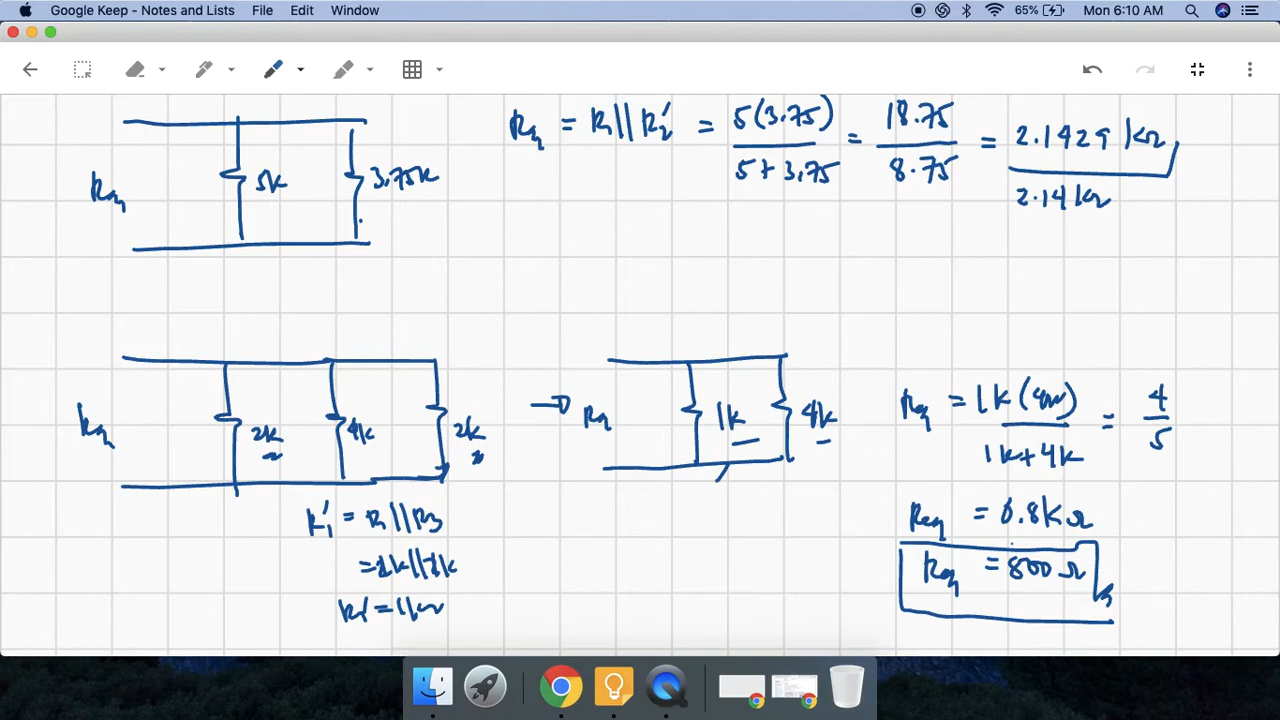 Google Keep - Notes and Lists File Edit Window 65% Mon 6:10 AM
Req = R1||R2' = 5(3.75) / 5+3.75 = 18.75 / 8.75 = 2.1429 kΩ
2.14 kΩ
Req 5k 3.75k
Req 2k 4k 2k → Req 1k 4k
Req = 1k(4k) / 1k+4k = 4 / 5
R1' = R1||R3
= 2k||2k
R1' = 1kΩ
Req = 0.8kΩ
Req = 800 Ω